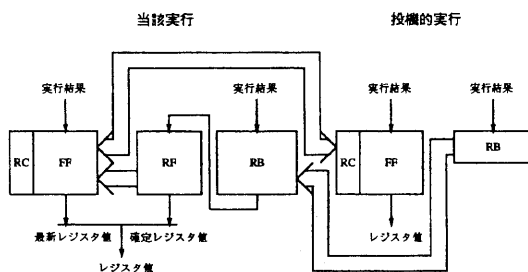 当該実行
投機的実行
実行結果
実行結果
実行結果
実行結果
RC
FF
RF
RB
RC
FF
RB
最新レジスタ値
確定レジスタ値
レジスタ値
レジスタ値